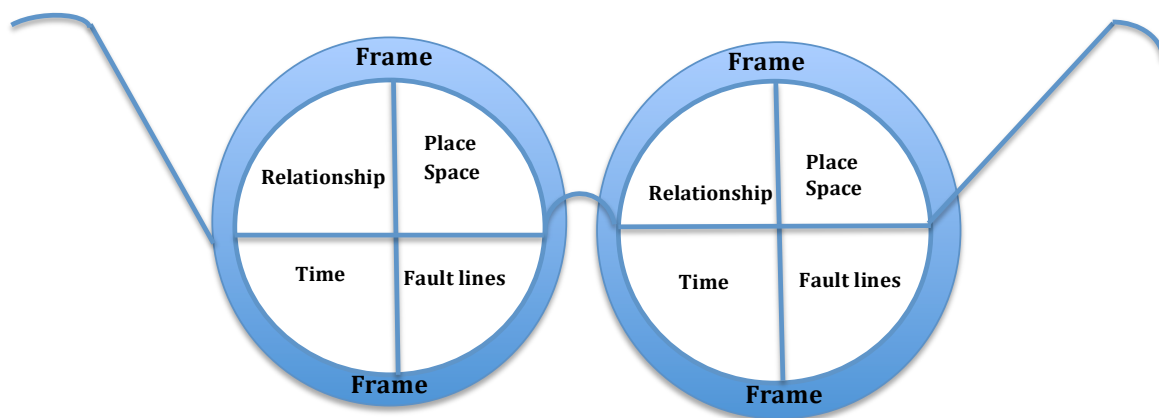 Frame
Place
Space
Relationship
Time
Fault lines
Frame
Frame
Place
Space
Relationship
Time
Fault lines
Frame